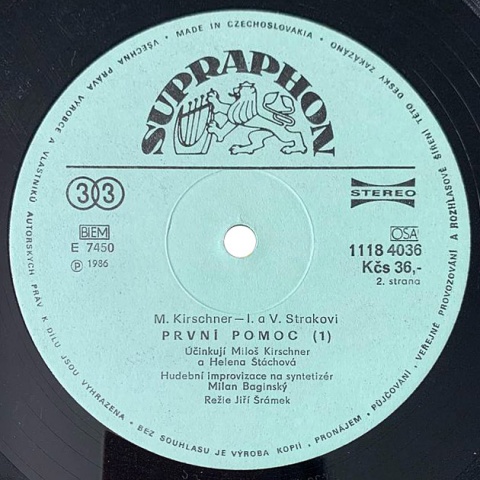 VŠECHNA PRÁVA VÝROBCE A VLASTNÍKŮ AUTORSKÝCH PRÁV K DÍLU JSOU VYHRAZENA • BEZ SOUHLASU JE VÝROBA KOPIÍ, PRONÁJEM, PŮJČOVÁNÍ, VEŘEJNÉ PROVOZOVÁNÍ A ROZHLASOVÉ ŠÍŘENÍ TÉTO DESKY ZAKÁZÁNO • MADE IN CZECHOSLOVAKIA •
SUPRAPHON
33
STEREO
BIEM
OSA
E 7450
1118 4036
Ⓟ 1986
Kčs 36,-
2. strana
M. Kirschner — I. a V. Strakovi
PRVNÍ POMOC (1)
Účinkují Miloš Kirschner
a Helena Štáchová
Hudební improvizace na syntetizér
Milan Baginský
Režie Jiří Šrámek